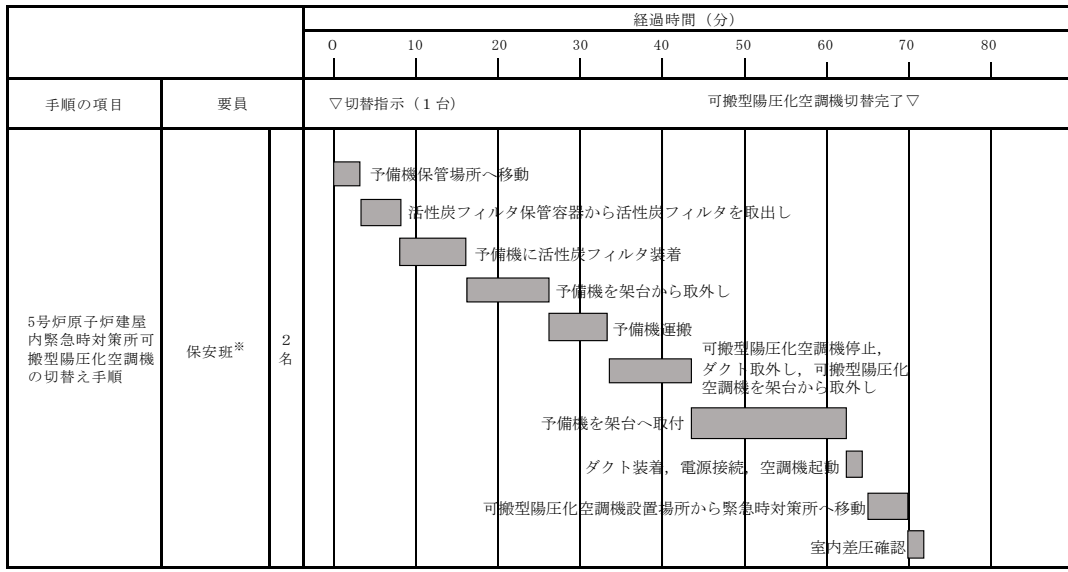 経過時間（分）
0 10 20 30 40 50 60 70 80
手順の項目 要員 ▽切替指示（１台） 可搬型陽圧化空調機切替完了▽
5号炉原子炉建屋
内緊急時対策所可
搬型陽圧化空調機
の切替え手順
保安班※
２
名
予備機保管場所へ移動
活性炭フィルタ保管容器から活性炭フィルタを取出し
予備機に活性炭フィルタ装着
予備機を架台から取外し
予備機運搬
可搬型陽圧化空調機停止，
ダクト取外し，可搬型陽圧化
空調機を架台から取外し
予備機を架台へ取付
ダクト装着，電源接続，空調機起動
可搬型陽圧化空調機設置場所から緊急時対策所へ移動
室内差圧確認